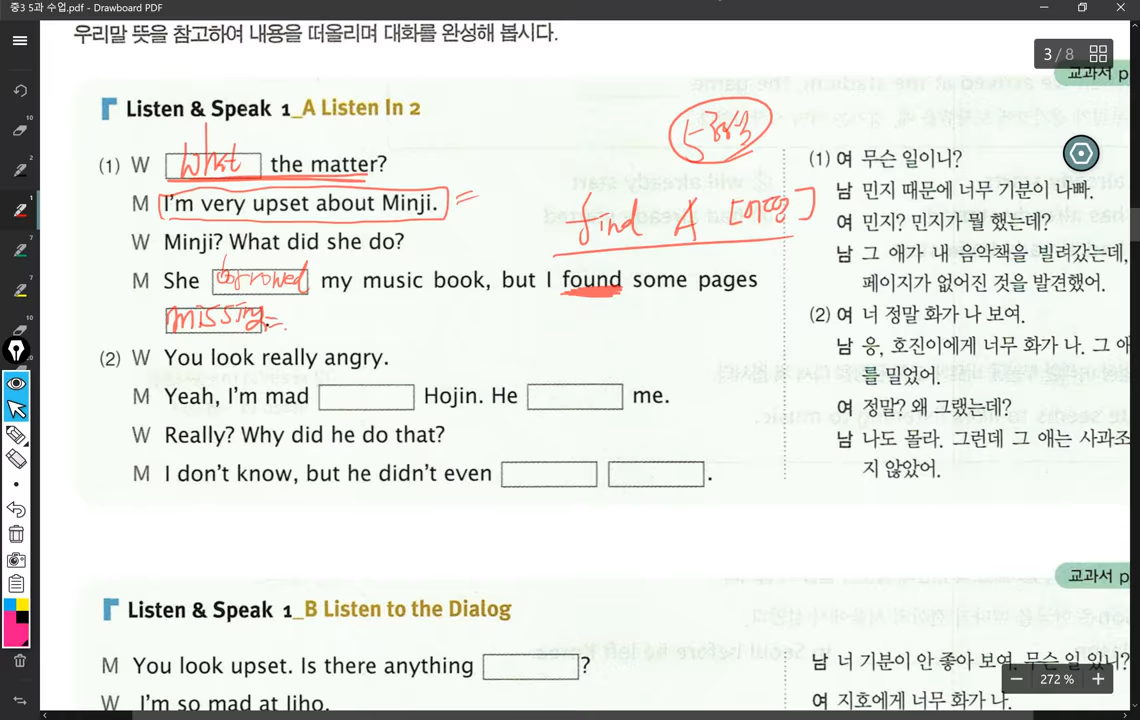 중3 5과 수업.pdf - Drawboard PDF
우리말 뜻을 참고하여 내용을 떠올리며 대화를 완성해 봅시다.
3 / 8
교과서 p
Listen & Speak 1_A Listen In 2
5형식
(1) W What the matter?
M I'm very upset about Minji.
find A
W Minji? What did she do?
M She borrowed my music book, but I found some pages
missing.
(2) W You look really angry.
M Yeah, I'm mad Hojin. He me.
W Really? Why did he do that?
M I don't know, but he didn't even .
(1) 여 무슨 일이니?
남 민지 때문에 너무 기분이 나빠.
여 민지? 민지가 뭘 했는데?
남 그 애가 내 음악책을 빌려갔는데,
페이지가 없어진 것을 발견했어.
(2) 여 너 정말 화가 나 보여.
남 응, 호진이에게 너무 화가 나. 그 애
를 밀었어.
여 정말? 왜 그랬는데?
남 나도 몰라. 그런데 그 애는 사과조
지 않았어.
교과서 p
Listen & Speak 1_B Listen to the Dialog
M You look upset. Is there anything ?
W I'm so mad at Jiho.
남 너 기분이 안 좋아 보여. 무슨 일 있니?
여 지호에게 너무 화가 나.
272 %